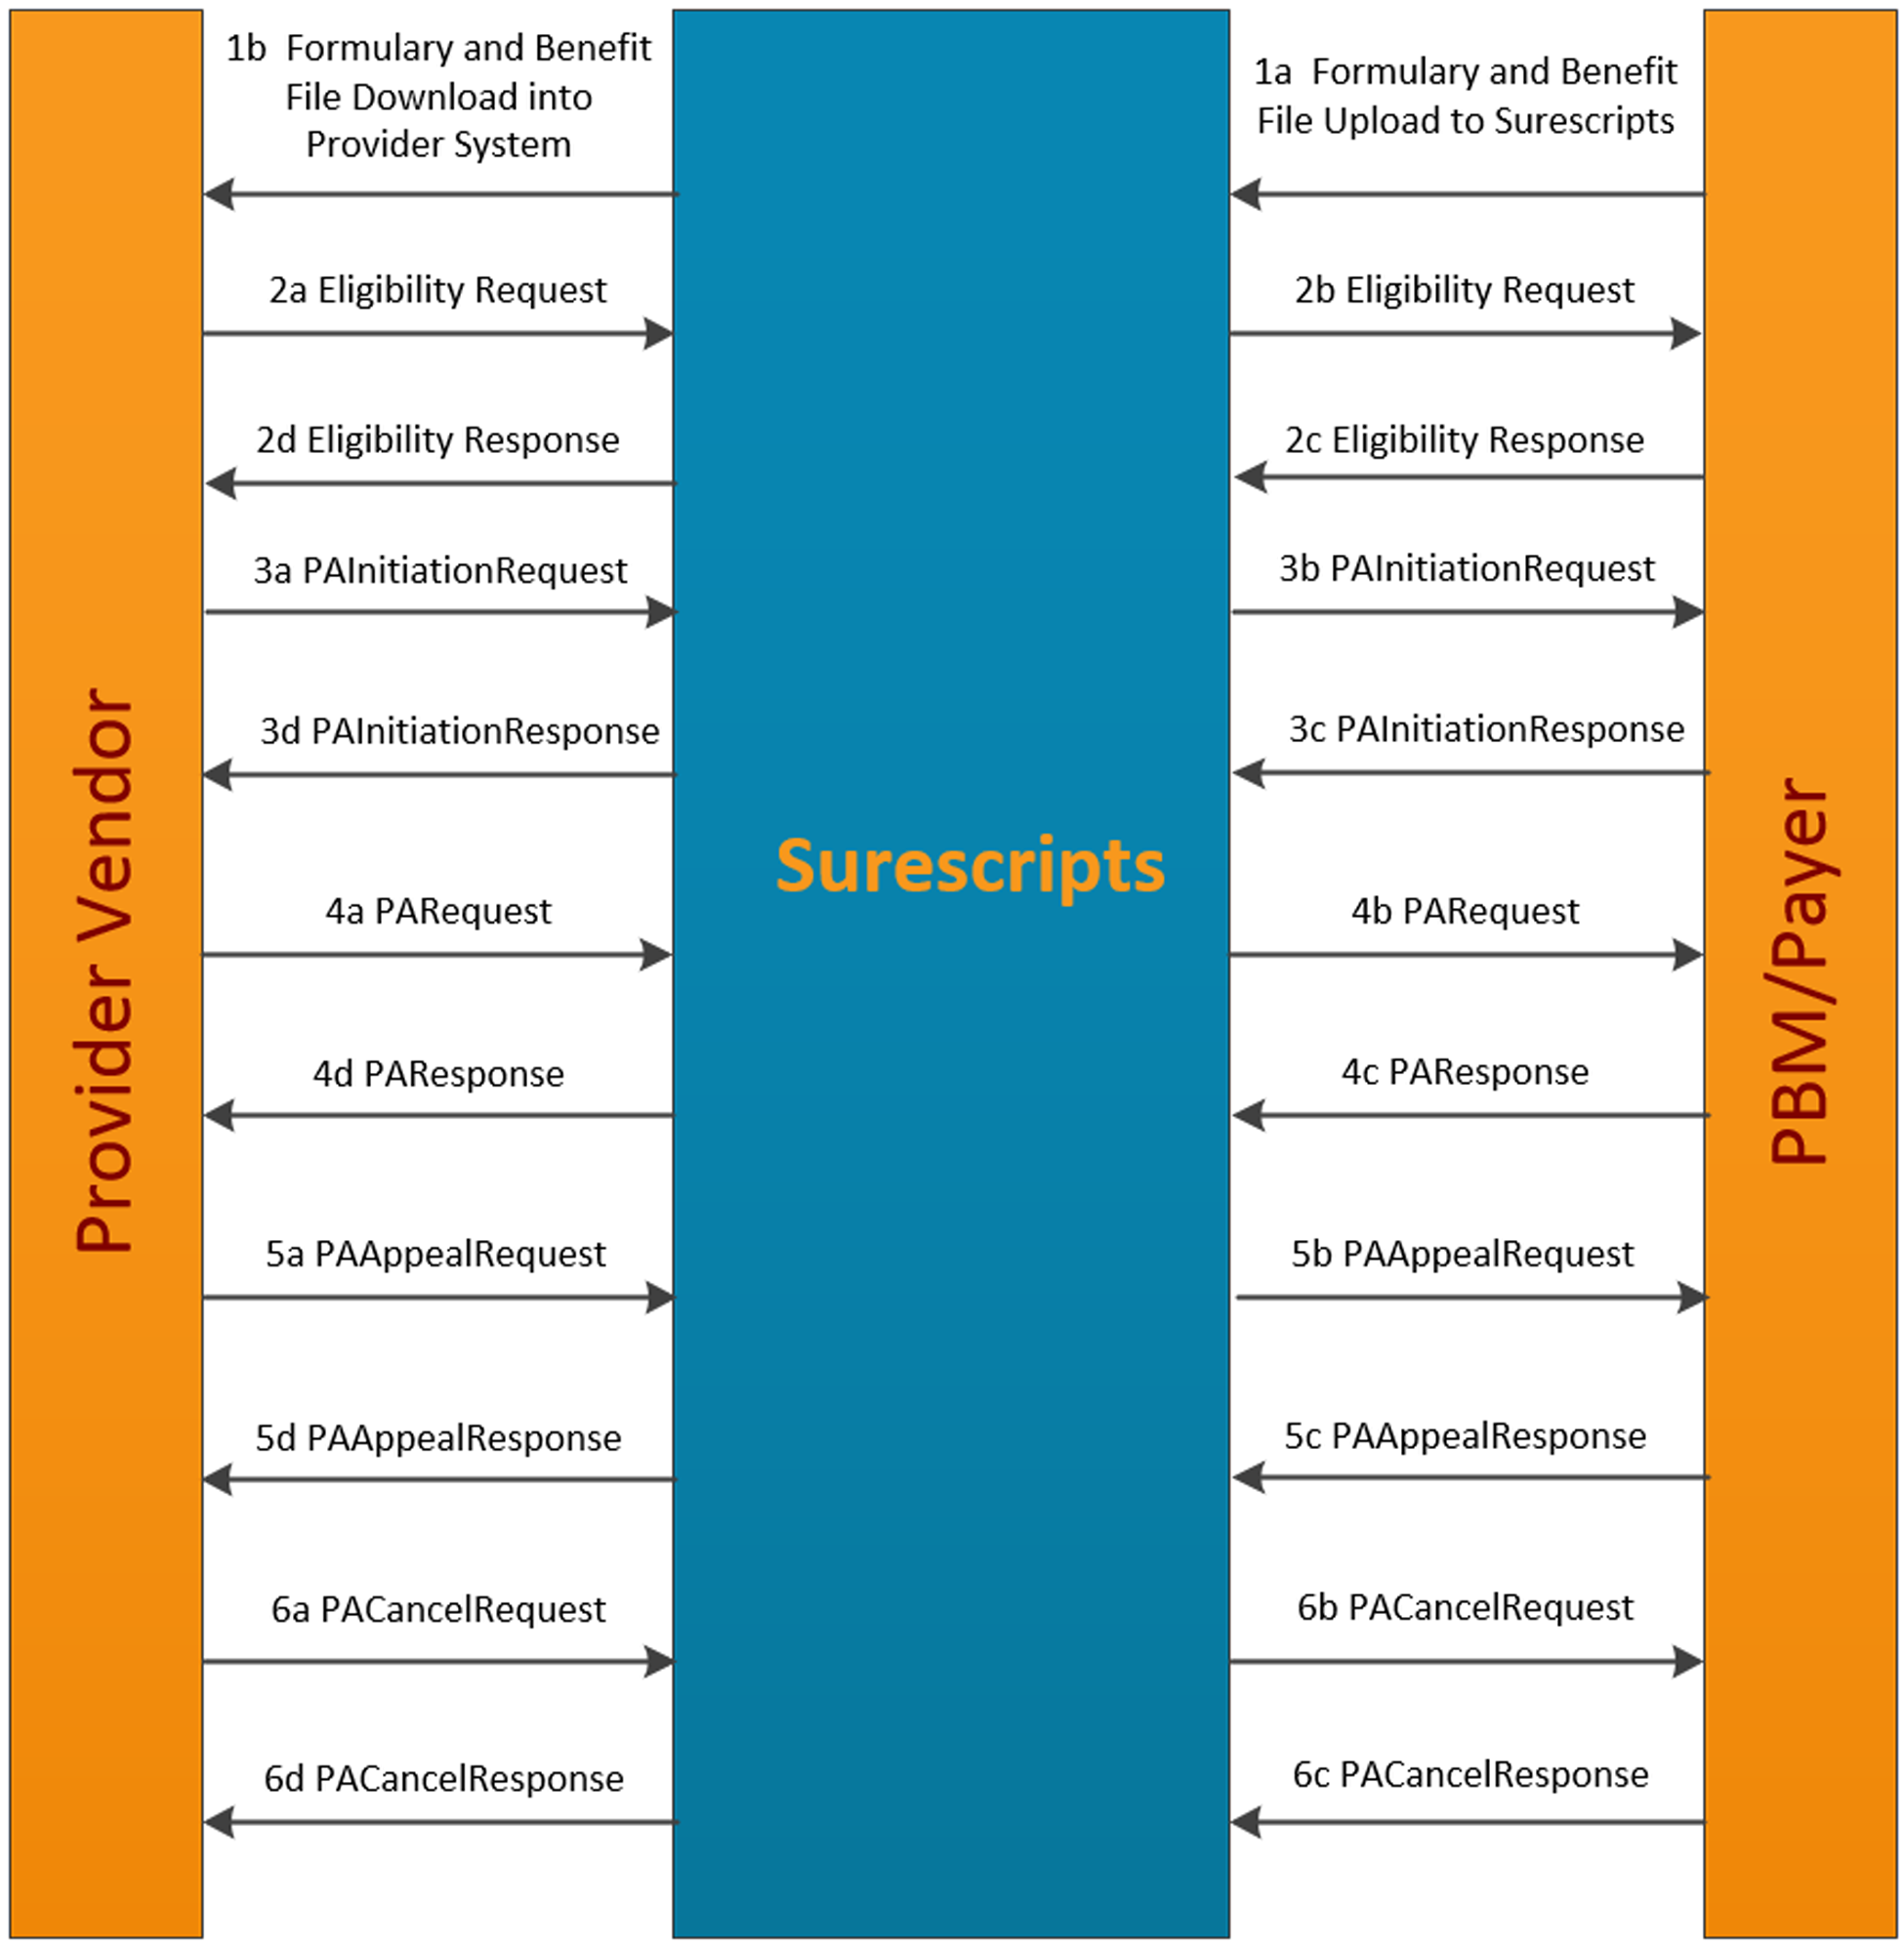 1b  Formulary and Benefit
File Download into
Provider System
1a  Formulary and Benefit
File Upload to Surescripts
2a Eligibility Request
2b Eligibility Request
2d Eligibility Response
2c Eligibility Response
3a PAInitiationRequest
3b PAInitiationRequest
3d PAInitiationResponse
3c PAInitiationResponse
Provider Vendor
Surescripts
PBM/Payer
4a PARequest
4b PARequest
4d PAResponse
4c PAResponse
5a PAAppealRequest
5b PAAppealRequest
5d PAAppealResponse
5c PAAppealResponse
6a PACancelRequest
6b PACancelRequest
6d PACancelResponse
6c PACancelResponse